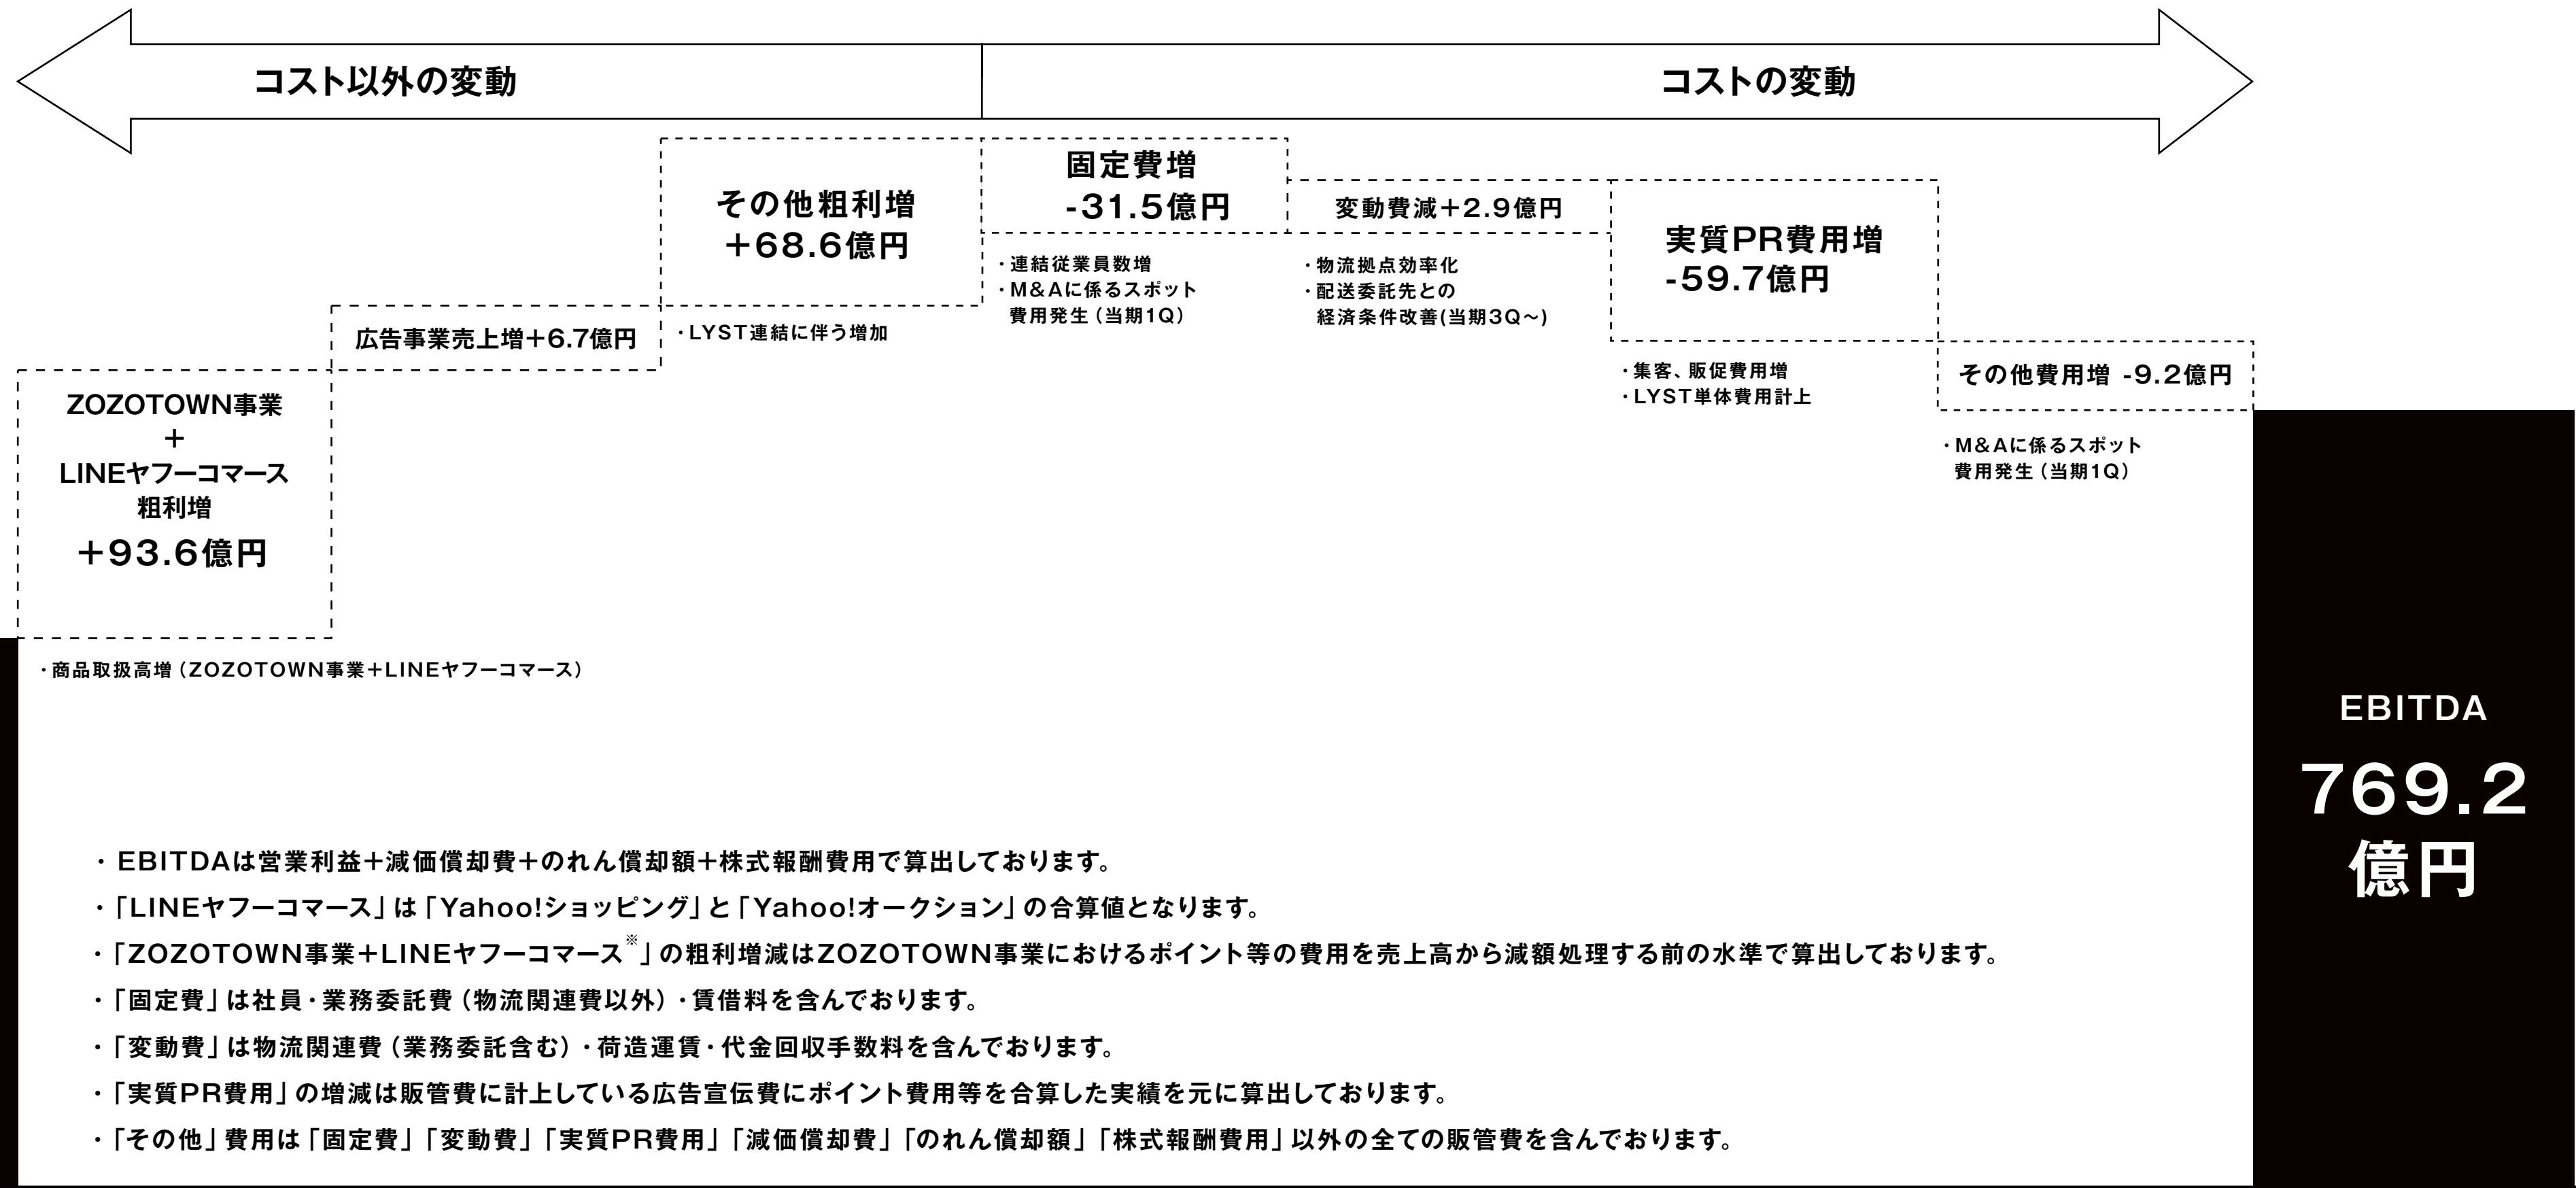 コスト以外の変動
コストの変動
ZOZOTOWN事業
＋
LINEヤフーコマース
粗利増
＋93.6億円
・商品取扱高増（ZOZOTOWN事業＋LINEヤフーコマース）
広告事業売上増＋6.7億円
その他粗利増
＋68.6億円
・LYST連結に伴う増加
固定費増
-31.5億円
・連結従業員数増
・M&Aに係るスポット
費用発生（当期1Q）
変動費減＋2.9億円
・物流拠点効率化
・配送委託先との
経済条件改善(当期3Q〜)
実質PR費用増
-59.7億円
・集客、販促費用増
・LYST単体費用計上
その他費用増 -9.2億円
・M&Aに係るスポット
費用発生（当期1Q）
EBITDA
769.2
億円
・EBITDAは営業利益＋減価償却費＋のれん償却額＋株式報酬費用で算出しております。
・「LINEヤフーコマース」は「Yahoo!ショッピング」と「Yahoo!オークション」の合算値となります。
・「ZOZOTOWN事業＋LINEヤフーコマース※」の粗利増減はZOZOTOWN事業におけるポイント等の費用を売上高から減額処理する前の水準で算出しております。
・「固定費」は社員・業務委託費（物流関連費以外）・賃借料を含んでおります。
・「変動費」は物流関連費（業務委託含む）・荷造運賃・代金回収手数料を含んでおります。
・「実質PR費用」の増減は販管費に計上している広告宣伝費にポイント費用等を合算した実績を元に算出しております。
・「その他」費用は「固定費」「変動費」「実質PR費用」「減価償却費」「のれん償却額」「株式報酬費用」以外の全ての販管費を含んでおります。